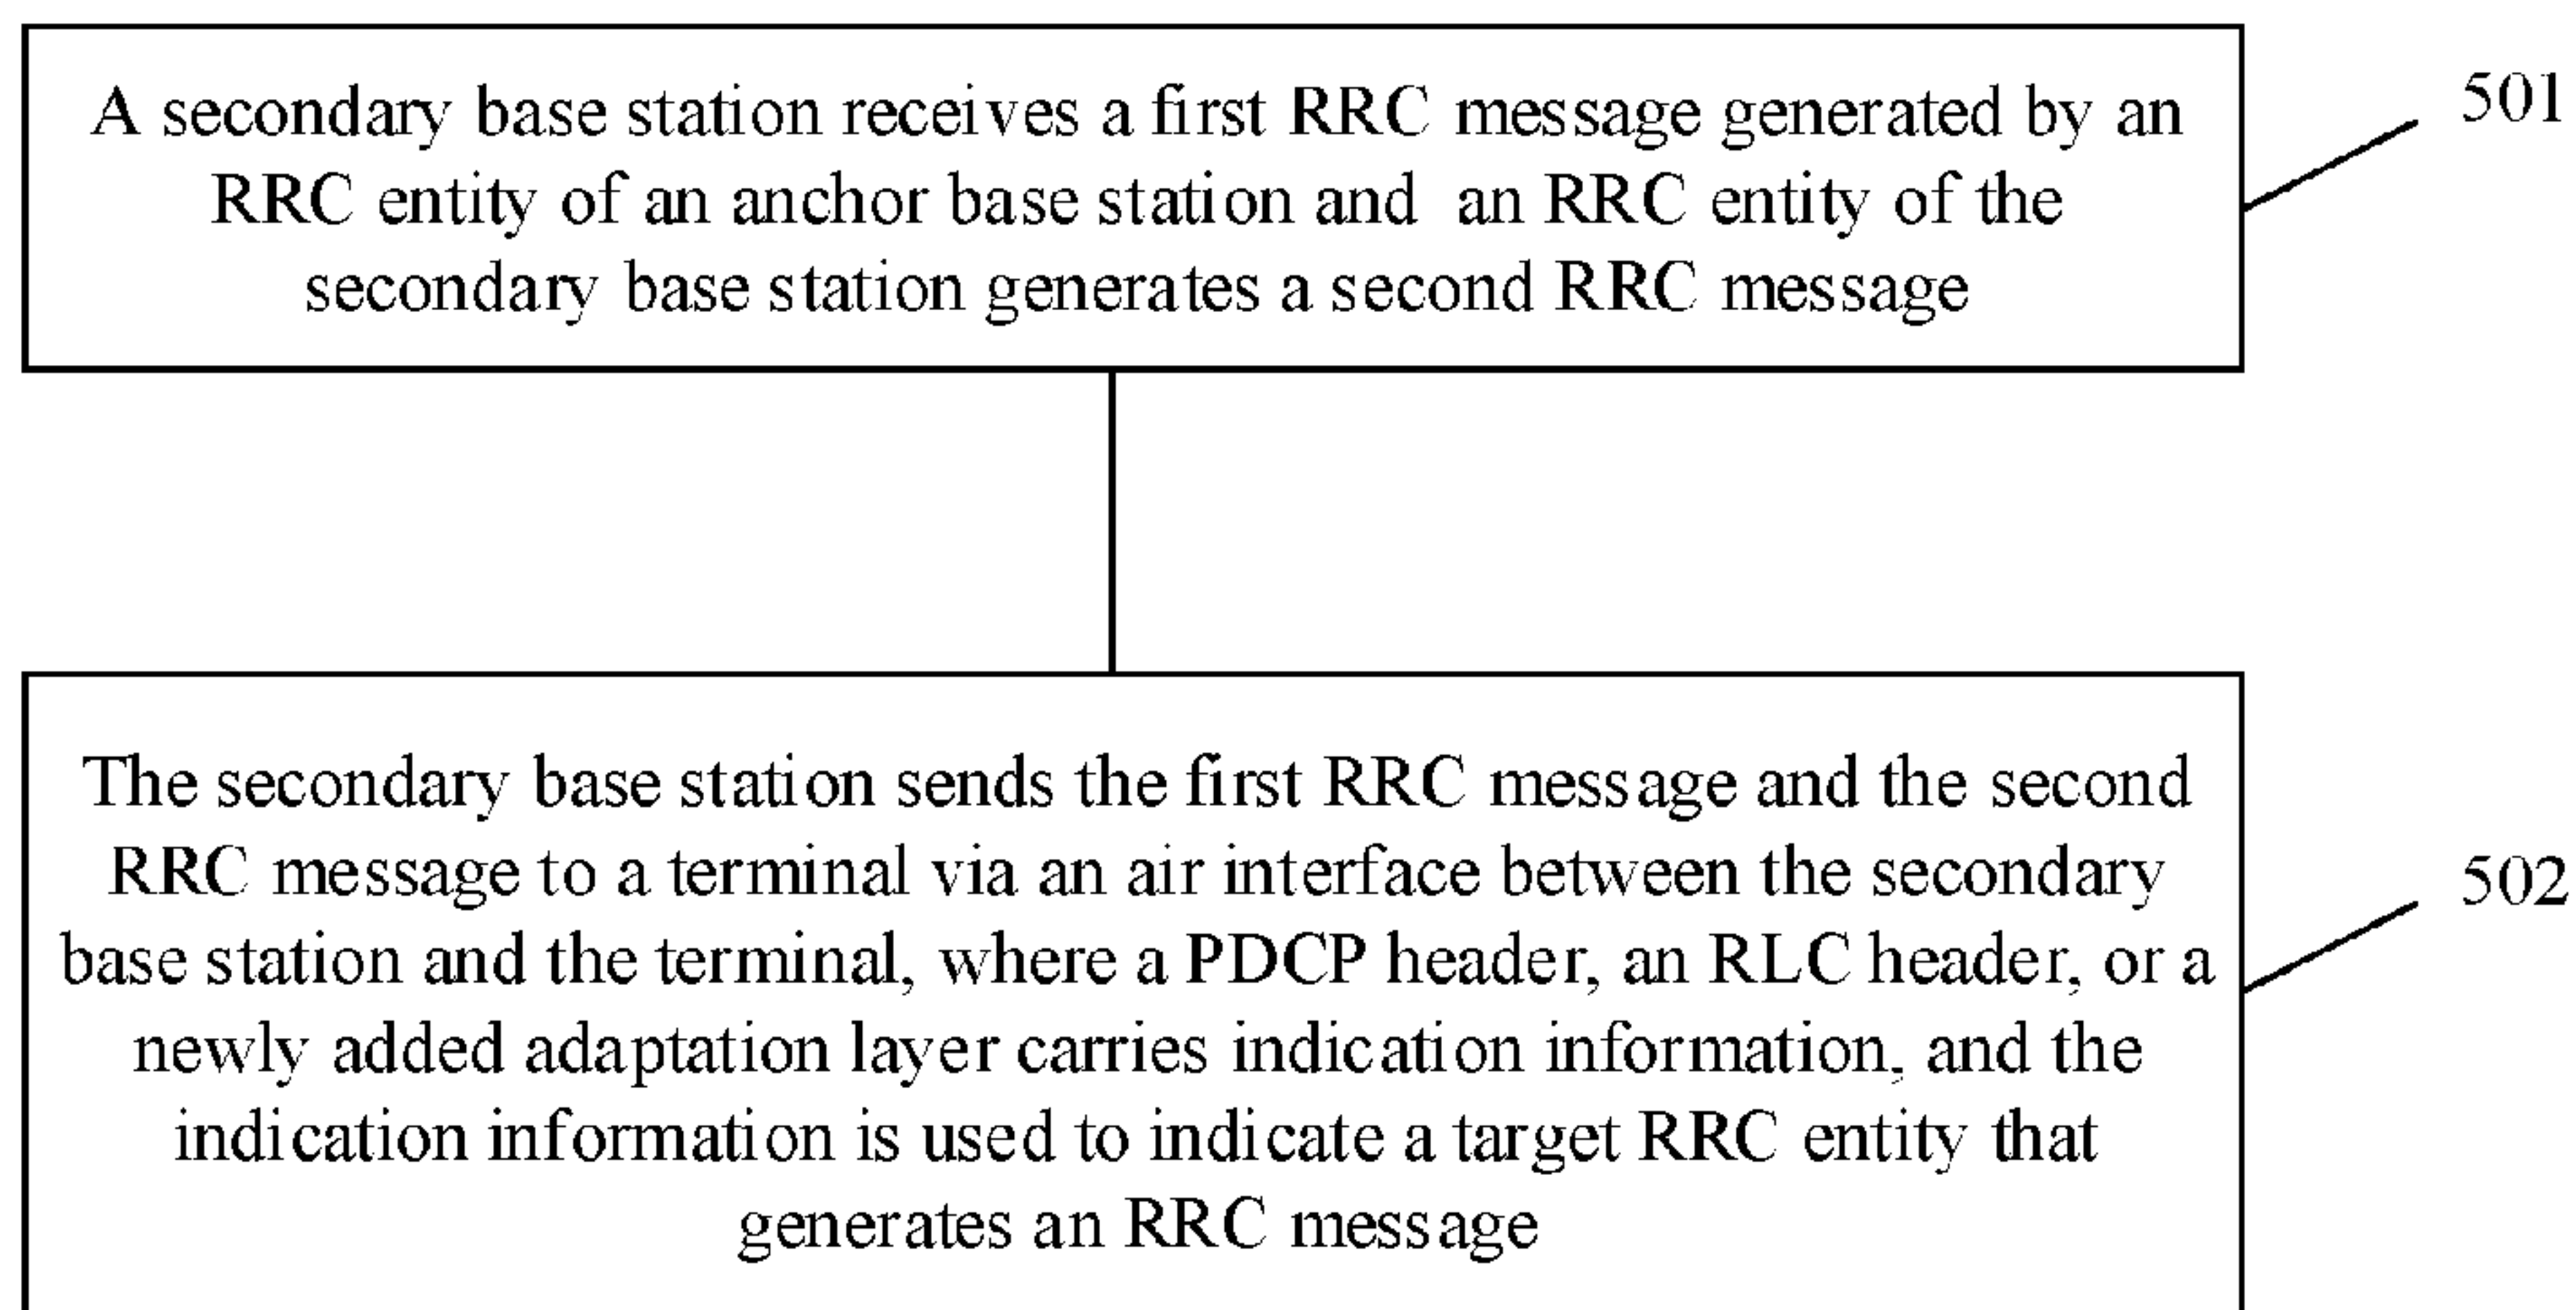 A secondary base station receives a first RRC message generated by an
RRC entity of an anchor base station and an RRC entity of the
secondary base station generates a second RRC message
501
The secondary base station sends the first RRC message and the second
RRC message to a terminal via an air interface between the secondary
base station and the terminal, where a PDCP header, an RLC header, or a
newly added adaptation layer carries indication information, and the
indication information is used to indicate a target RRC entity that
generates an RRC message
502